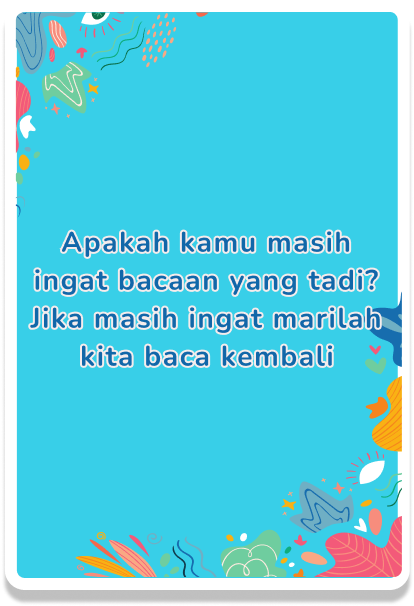 Apakah kamu masih
ingat bacaan yang tadi?
Jika masih ingat marilah
kita baca kembali